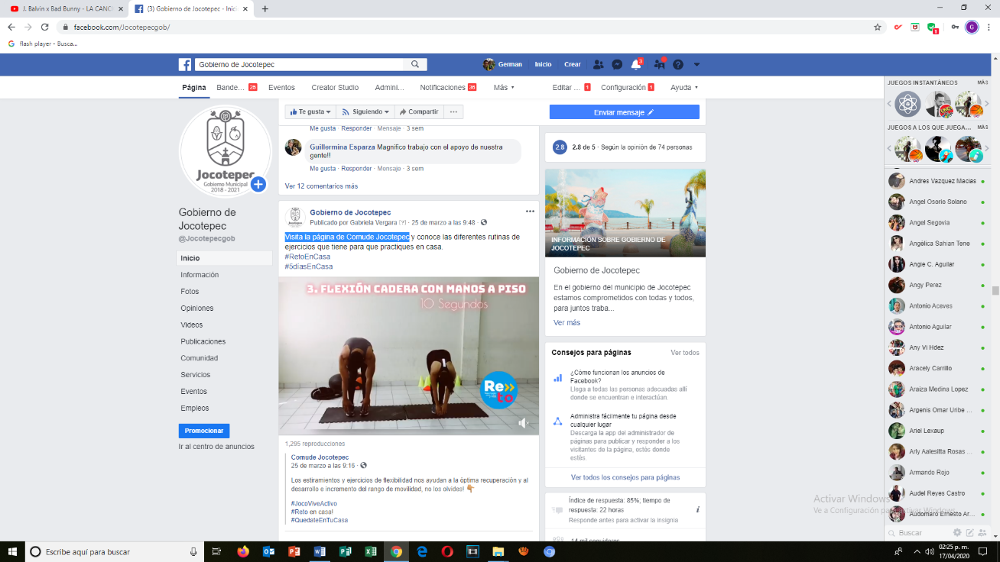 J. Balvin x Bad Bunny - LA CANCI
(3) Gobierno de Jocotepec - Inici
facebook.com/Jocotepecgob/
flash player - Busca...
Gobierno de Jocotepec
German
Inicio
Crear
3
Página
Bande... 25
Eventos
Creator Studio
Admini...
Notificaciones 36
Más
Editar ... 1
Configuración 1
Ayuda
Jocotepec
Gobierno Municipal
2018 - 2021
Gobierno de
Jocotepec
@Jocotepecgob
Inicio
Información
Fotos
Opiniones
Videos
Publicaciones
Comunidad
Servicios
Eventos
Empleos
Promocionar
Ir al centro de anuncios
Te gusta
Siguiendo
Compartir
Me gusta · Responder · Mensaje · 3 sem
Guillermina Esparza Magnifico trabajo con el apoyo de nuestra
gente!!
Me gusta · Responder · Mensaje · 3 sem
Ver 12 comentarios más
Gobierno de Jocotepec
Publicado por Gabriela Vergara [?] · 25 de marzo a las 9:48 ·
Visita la página de Comude Jocotepec y conoce las diferentes rutinas de
ejercicios que tiene para que practiques en casa.
#RetoEnCasa
#5díasEnCasa
3. FLEXIÓN CADERA CON MANOS A PISO
10 Segundos
Re
to
1,295 reproducciones
Comude Jocotepec
25 de marzo a las 9:16 ·
Los estiramientos y ejercicios de flexibilidad nos ayudan a la óptima recuperación y al
desarrollo e incremento del rango de movilidad, no los olvides!
#JocoViveActivo
#Reto en casa!
#QuedateEnTuCasa
Enviar mensaje
2.8
2.8 de 5 · Según la opinión de 74 personas
INFORMACIÓN SOBRE GOBIERNO DE
JOCOTEPEC
Gobierno de Jocotepec
En el gobierno del municipio de Jocotepec
estamos comprometidos con todas y todos,
para juntos traba...
Ver más
Consejos para páginas
Ver todos
¿Cómo funcionan los anuncios de
Facebook?
Llega a todas las personas adecuadas allí
donde se encuentran e interactúan.
Administra fácilmente tu página desde
cualquier lugar
Descarga la app del administrador de
páginas para publicar y responder a los
visitantes de la página, estés donde
estés.
Ver todos los consejos para páginas
Índice de respuesta: 85%; tiempo de
respuesta: 22 horas
Responde antes para activar la insignia
14 mil seguidores
JUEGOS INSTANTÁNEOS
MÁS
JUEGOS A LOS QUE JUEGA...
MÁS
Andres Vazquez Macias
Angel Osorio Solano
Angel Segovia
Angélica Sahian Tene
Angie C. Aguilar
Angy Perez
Antonio Aceves
Antonio Aguilar
Any Vi Hdez
Aracely Carrillo
Araiza Medina Lopez
Argenis Omar Uribe ...
Ariel Lexaup
Arly Aalesitta Rosas ...
Armando Rojo
Audel Reyes Castro
Audomaro Ernesto Ar...
Buscar
Activar Windows
Ve a Configuración para activar Windows.
Escribe aquí para buscar
02:25 p. m.
17/04/2020